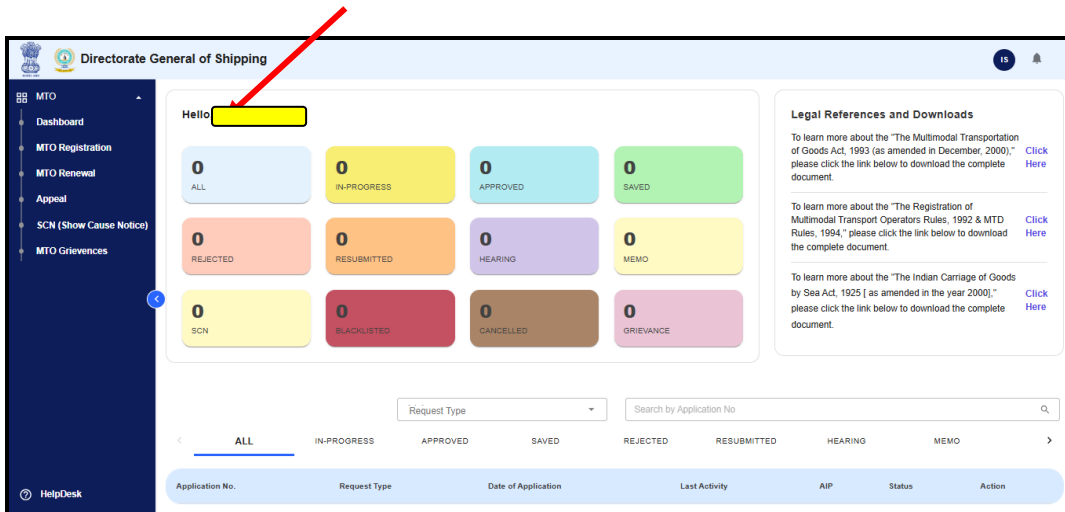 Directorate General of Shipping
IS
MTO
Dashboard
MTO Registration
MTO Renewal
Appeal
SCN (Show Cause Notice)
MTO Grievences
HelpDesk
Hello
0
ALL
0
IN-PROGRESS
0
APPROVED
0
SAVED
0
REJECTED
0
RESUBMITTED
0
HEARING
0
MEMO
0
SCN
0
BLACKLISTED
0
CANCELLED
0
GRIEVANCE
Legal References and Downloads
To learn more about the "The Multimodal Transportation
of Goods Act, 1993 (as amended in December, 2000)," Click
please click the link below to download the complete Here
document.
To learn more about the "The Registration of
Multimodal Transport Operators Rules, 1992 & MTD Click
Rules, 1994," please click the link below to download Here
the complete document.
To learn more about the "The Indian Carriage of Goods
by Sea Act, 1925 [ as amended in the year 2000]," Click
please click the link below to download the complete Here
document.
Request Type
Search by Application No
ALL IN-PROGRESS APPROVED SAVED REJECTED RESUBMITTED HEARING MEMO
Application No. Request Type Date of Application Last Activity AIP Status Action